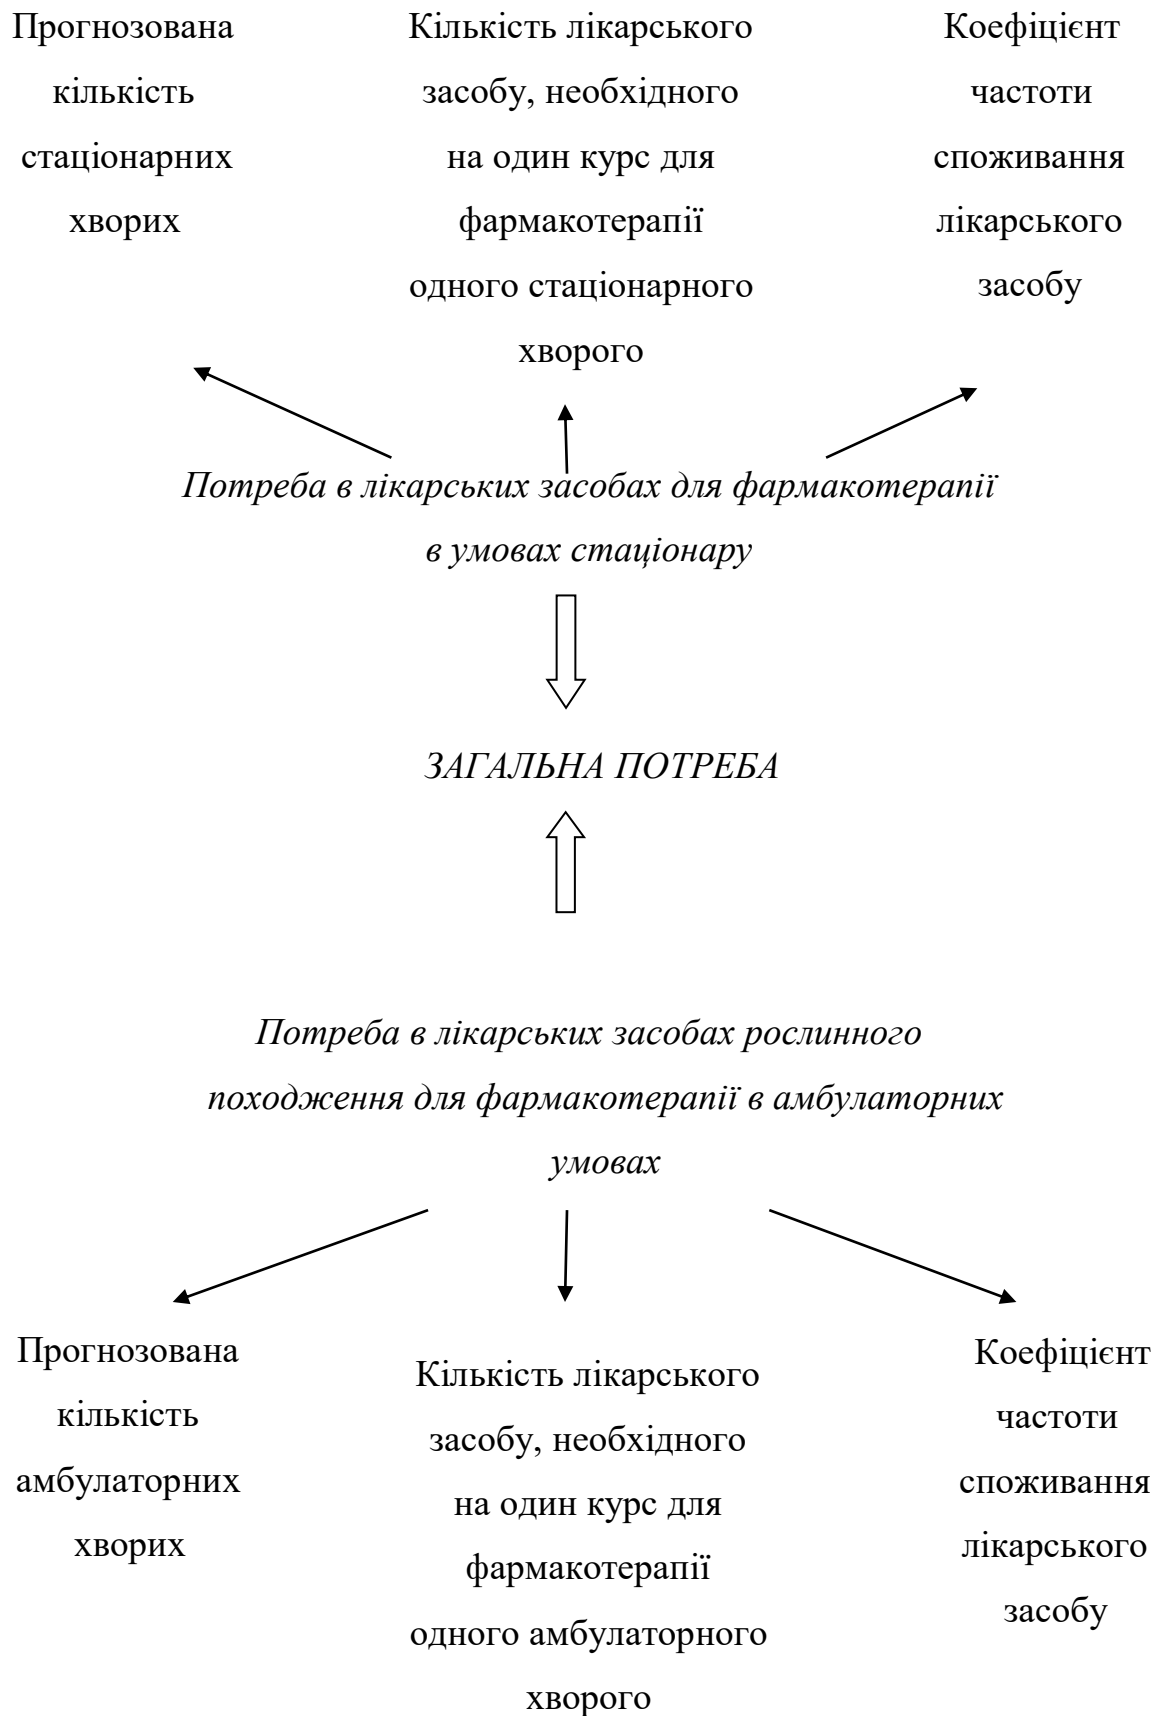 Прогнозована
кількість
стаціонарних
хворих
Кількість лікарського
засобу, необхідного
на один курс для
фармакотерапії
одного стаціонарного
хворого
Коефіцієнт
частоти
споживання
лікарського
засобу
Потреба в лікарських засобах для фармакотерапії
в умовах стаціонару
ЗАГАЛЬНА ПОТРЕБА
Потреба в лікарських засобах рослинного
походження для фармакотерапії в амбулаторних
умовах
Прогнозована
кількість
амбулаторних
хворих
Кількість лікарського
засобу, необхідного
на один курс для
фармакотерапії
одного амбулаторного
хворого
Коефіцієнт
частоти
споживання
лікарського
засобу